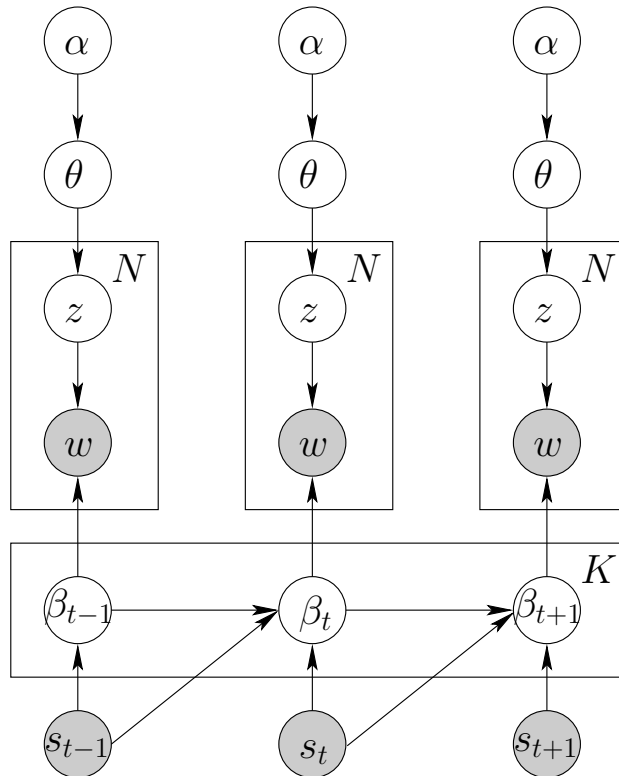 α α α
θ θ θ
N N N
z z z
w w w
K
β_{t−1} β_t β_{t+1}
s_{t−1} s_t s_{t+1}